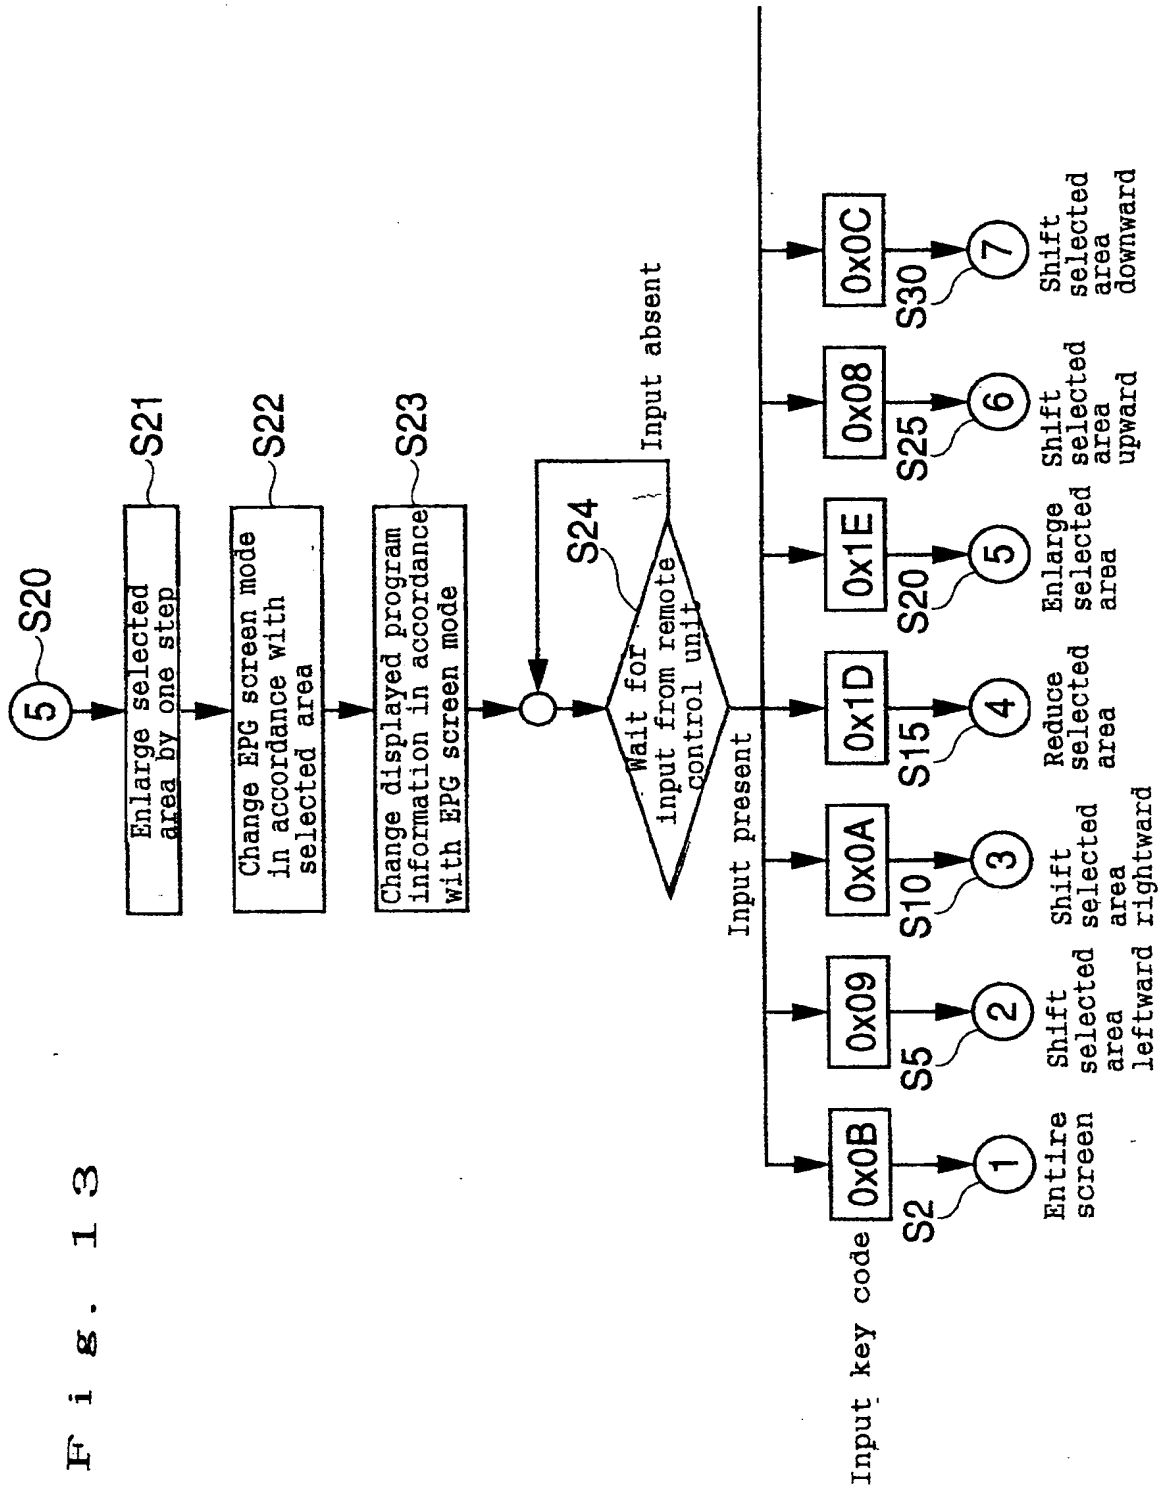 Fig. 13
5
S20
Enlarge selected
area by one step
S21
Change EPG screen mode
in accordance with
selected area
S22
Change displayed program
information in accordance
with EPG screen mode
S23
S24
Wait for
input from remote
control unit
Input absent
Input present
Input key code
0x0B
0x09
0x0A
0x1D
0x1E
0x08
0x0C
S2
S5
S10
S15
S20
S25
S30
1
2
3
4
5
6
7
Entire
screen
Shift
selected
area
leftward
Shift
selected
area
rightward
Reduce
selected
area
Enlarge
selected
area
Shift
selected
area
upward
Shift
selected
area
downward